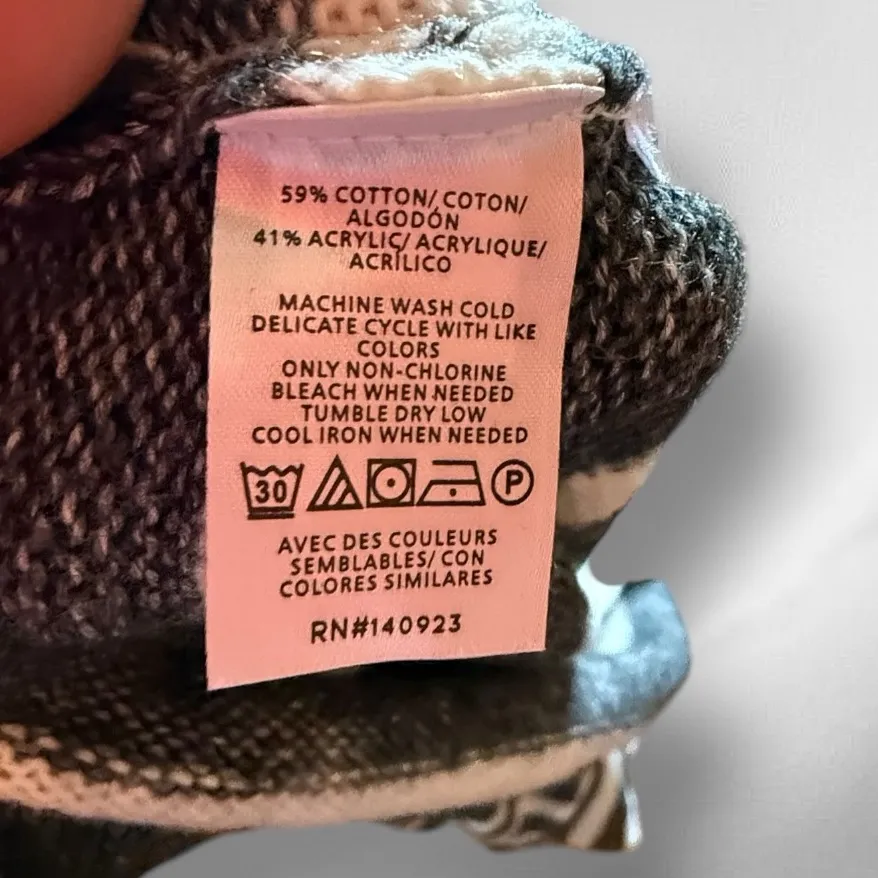 59% COTTON/ COTON/
ALGODÓN
41% ACRYLIC/ ACRYLIQUE/
ACRÍLICO
MACHINE WASH COLD
DELICATE CYCLE WITH LIKE
COLORS
ONLY NON-CHLORINE
BLEACH WHEN NEEDED
TUMBLE DRY LOW
COOL IRON WHEN NEEDED
30 P
AVEC DES COULEURS
SEMBLABLES/ CON
COLORES SIMILARES
RN#140923